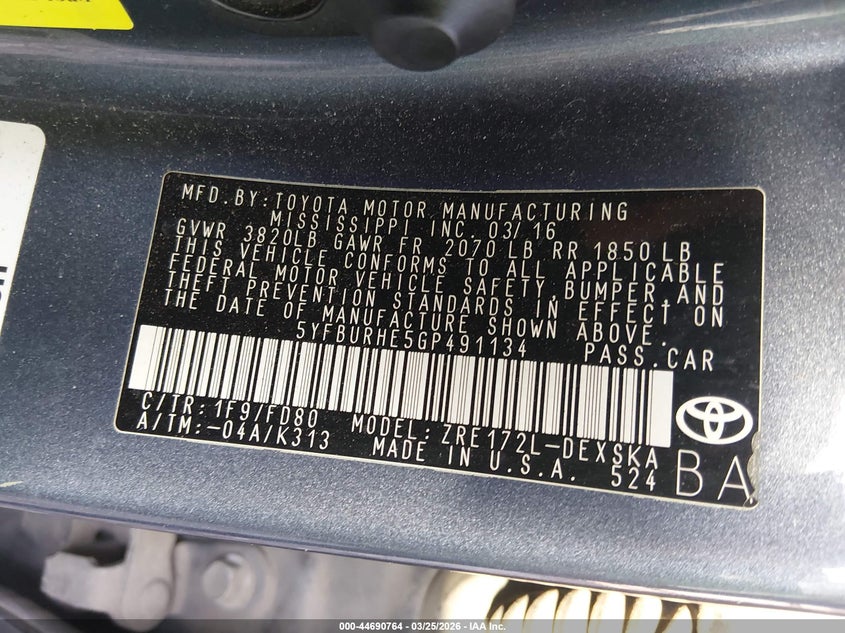 MFD.BY:TOYOTA MOTOR MANUFACTURING
MISSISSIPPI INC. 03/16
GVWR 3820LB GAWR FR 2070 LB RR 1850LB
THIS VEHICLE CONFORMS TO ALL APPLICABLE
FEDERAL MOTOR VEHICLE SAFETY,BUMPER,AND
THEFT PREVENTION STANDARDS IN EFFECT ON
THE DATE OF MANUFACTURE SHOWN ABOVE.
5YFBURHE5GP491134 PASS.CAR
C/TR:1F9/FD80 MODEL:ZRE172L-DEXSKA
A/TM:-04A/K313 MADE IN U.S.A. 524
BA
000-44690764 - 03/25/2026 - IAA Inc.